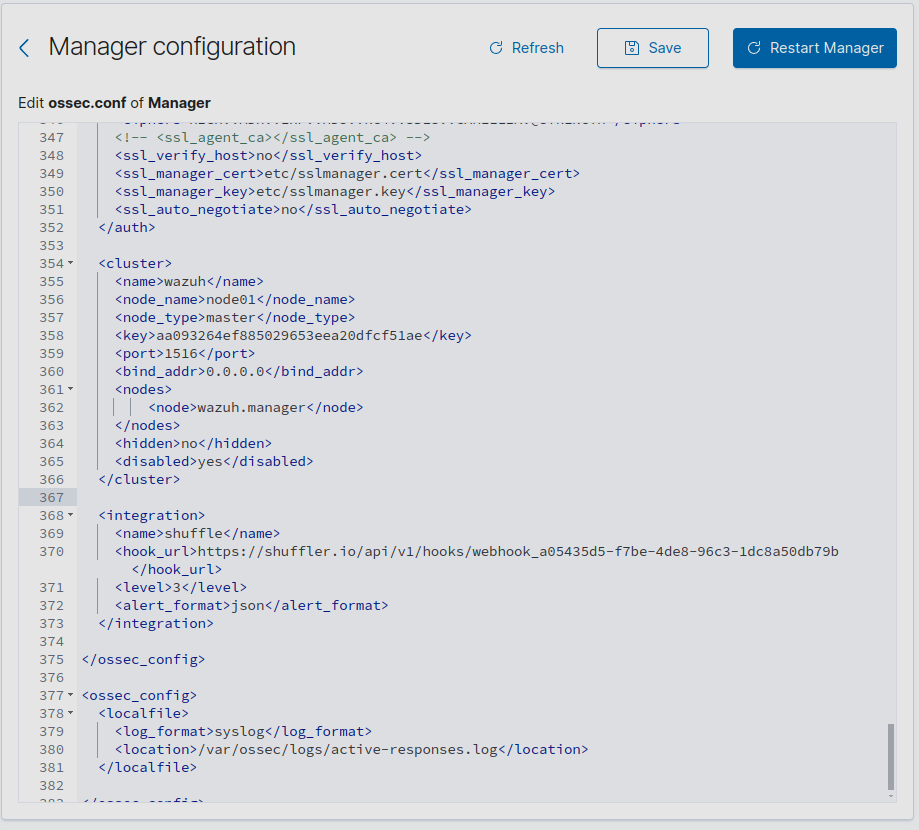 Manager configuration
Refresh
Save
Restart Manager
Edit ossec.conf of Manager
347 <!-- <ssl_agent_ca></ssl_agent_ca> -->
348 <ssl_verify_host>no</ssl_verify_host>
349 <ssl_manager_cert>etc/sslmanager.cert</ssl_manager_cert>
350 <ssl_manager_key>etc/sslmanager.key</ssl_manager_key>
351 <ssl_auto_negotiate>no</ssl_auto_negotiate>
352 </auth>
353
354 <cluster>
355 <name>wazuh</name>
356 <node_name>node01</node_name>
357 <node_type>master</node_type>
358 <key>aa093264ef885029653eea20dfcf51ae</key>
359 <port>1516</port>
360 <bind_addr>0.0.0.0</bind_addr>
361 <nodes>
362 <node>wazuh.manager</node>
363 </nodes>
364 <hidden>no</hidden>
365 <disabled>yes</disabled>
366 </cluster>
367
368 <integration>
369 <name>shuffle</name>
370 <hook_url>https://shuffler.io/api/v1/hooks/webhook_a05435d5-f7be-4de8-96c3-1dc8a50db79b
</hook_url>
371 <level>3</level>
372 <alert_format>json</alert_format>
373 </integration>
374
375 </ossec_config>
376
377 <ossec_config>
378 <localfile>
379 <log_format>syslog</log_format>
380 <location>/var/ossec/logs/active-responses.log</location>
381 </localfile>
382
383 </ossec_config>